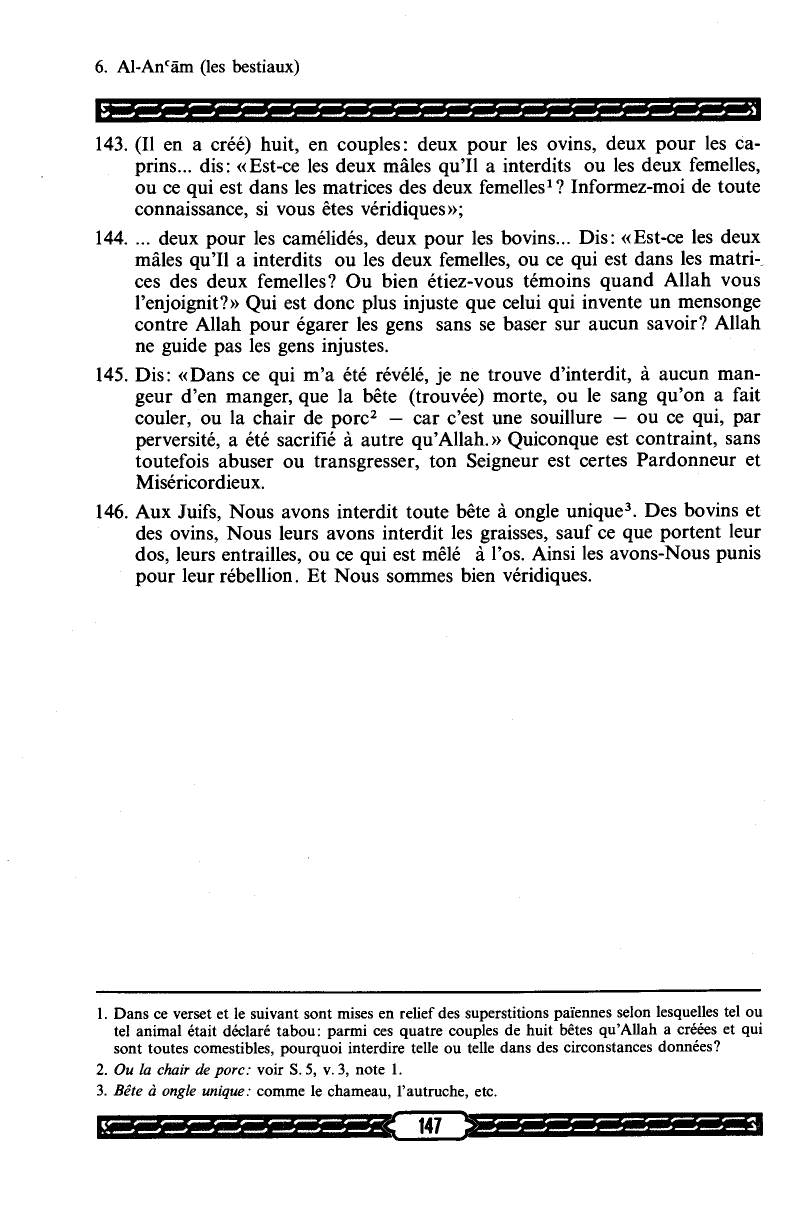 6. Al-Anʿām (les bestiaux)
143. (Il en a créé) huit, en couples: deux pour les ovins, deux pour les ca-
prins... dis: «Est-ce les deux mâles qu'Il a interdits ou les deux femelles,
ou ce qui est dans les matrices des deux femelles¹? Informez-moi de toute
connaissance, si vous êtes véridiques»;
144. ... deux pour les camélidés, deux pour les bovins... Dis: «Est-ce les deux
mâles qu'Il a interdits ou les deux femelles, ou ce qui est dans les matri-
ces des deux femelles? Ou bien étiez-vous témoins quand Allah vous
l'enjoignit?» Qui est donc plus injuste que celui qui invente un mensonge
contre Allah pour égarer les gens sans se baser sur aucun savoir? Allah
ne guide pas les gens injustes.
145. Dis: «Dans ce qui m'a été révélé, je ne trouve d'interdit, à aucun man-
geur d'en manger, que la bête (trouvée) morte, ou le sang qu'on a fait
couler, ou la chair de porc² — car c'est une souillure — ou ce qui, par
perversité, a été sacrifié à autre qu'Allah.» Quiconque est contraint, sans
toutefois abuser ou transgresser, ton Seigneur est certes Pardonneur et
Miséricordieux.
146. Aux Juifs, Nous avons interdit toute bête à ongle unique³. Des bovins et
des ovins, Nous leurs avons interdit les graisses, sauf ce que portent leur
dos, leurs entrailles, ou ce qui est mêlé à l'os. Ainsi les avons-Nous punis
pour leur rébellion. Et Nous sommes bien véridiques.
1. Dans ce verset et le suivant sont mises en relief des superstitions païennes selon lesquelles tel ou
tel animal était déclaré tabou: parmi ces quatre couples de huit bêtes qu'Allah a créées et qui
sont toutes comestibles, pourquoi interdire telle ou telle dans des circonstances données?
2. Ou la chair de porc: voir S. 5, v. 3, note 1.
3. Bête à ongle unique: comme le chameau, l'autruche, etc.
147